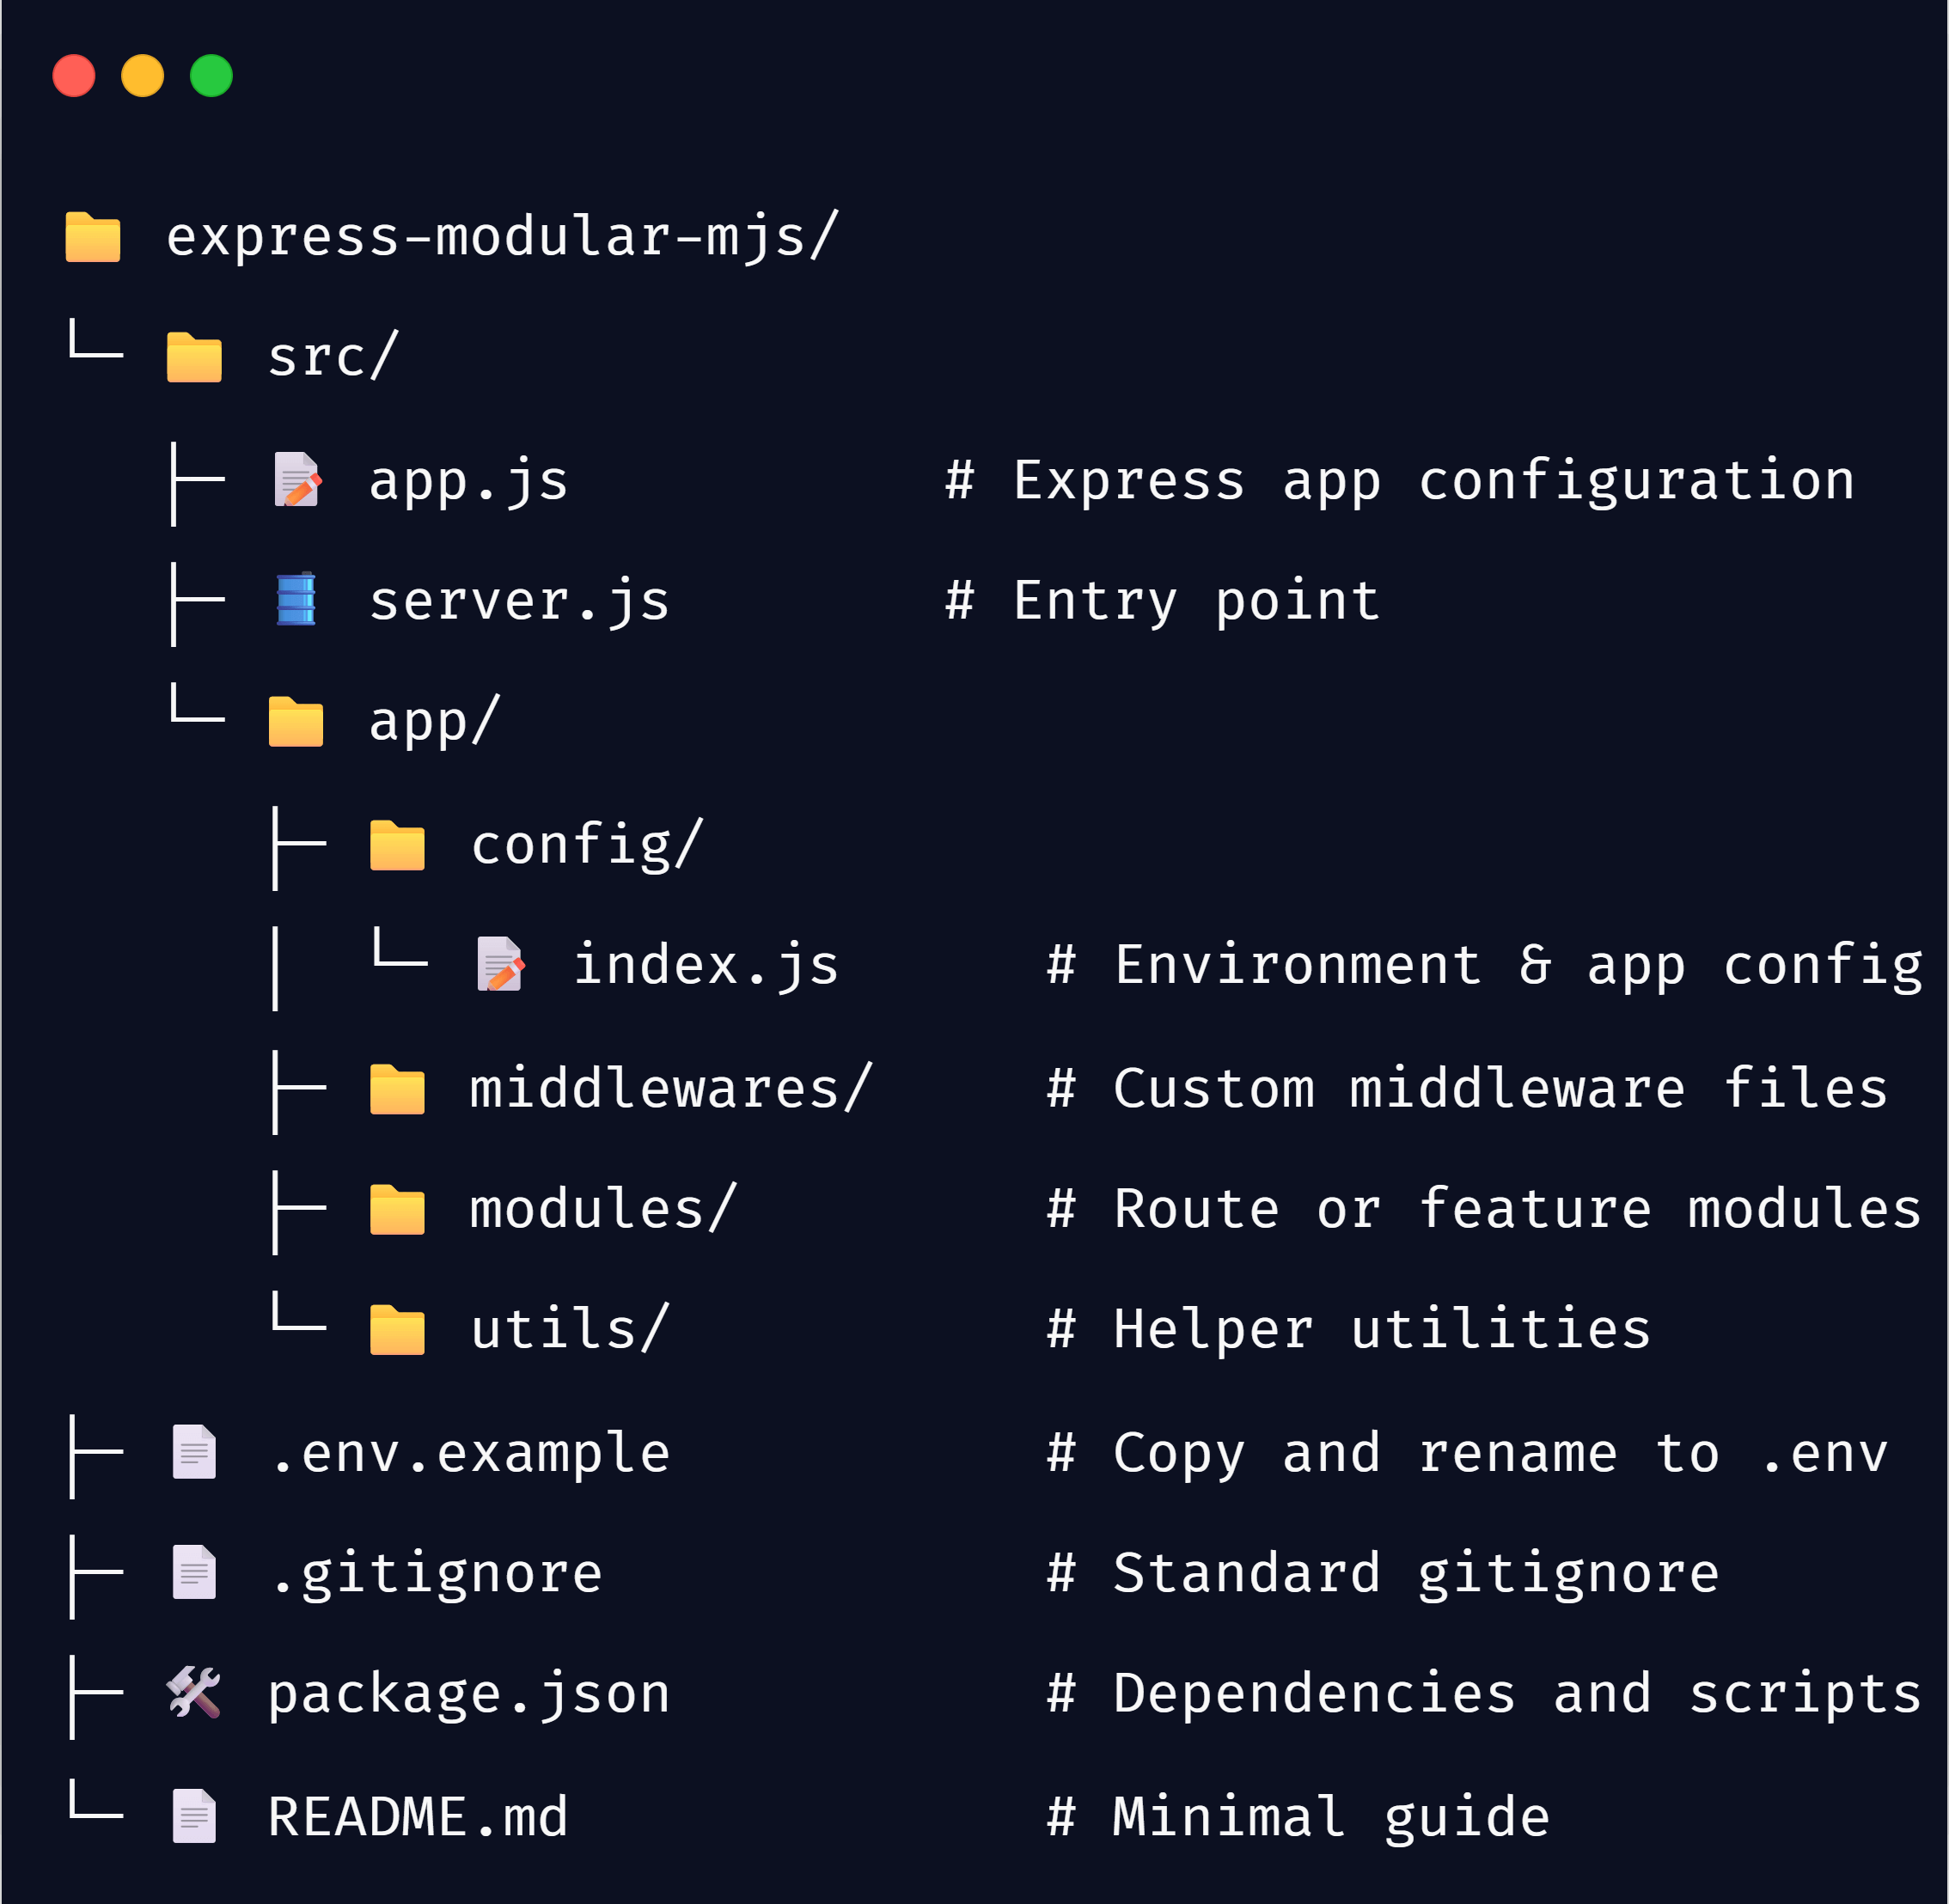 express-modular-mjs/
└─ src/
├─ app.js # Express app configuration
├─ server.js # Entry point
└─ app/
├─ config/
│ └─ index.js # Environment & app config
├─ middlewares/ # Custom middleware files
├─ modules/ # Route or feature modules
└─ utils/ # Helper utilities
├─ .env.example # Copy and rename to .env
├─ .gitignore # Standard gitignore
├─ package.json # Dependencies and scripts
└─ README.md # Minimal guide